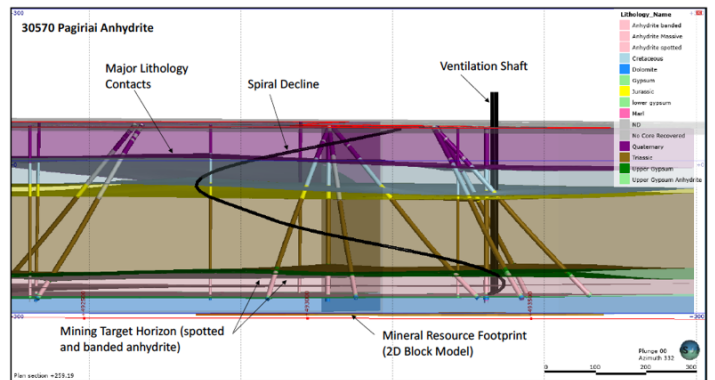 300
30570 Pagiriai Anhydrite
Lithology_Name
Anhydrite banded
Anhydrite Massive
Anhydrite spotted
Cretaceous
Dolomite
Gypsum
Jurassic
lower gypsum
Marl
ND
No Core Recovered
Quaternary
Triassic
Upper Gypsum
Upper Gypsum Anhydrite
Major Lithology
Contacts
Spiral Decline
Ventilation Shaft
Mining Target Horizon (spotted
and banded anhydrite)
Mineral Resource Footprint
(2D Block Model)
Plunge 00
Azimuth 332
0 100 200 300
Plan section +259.19